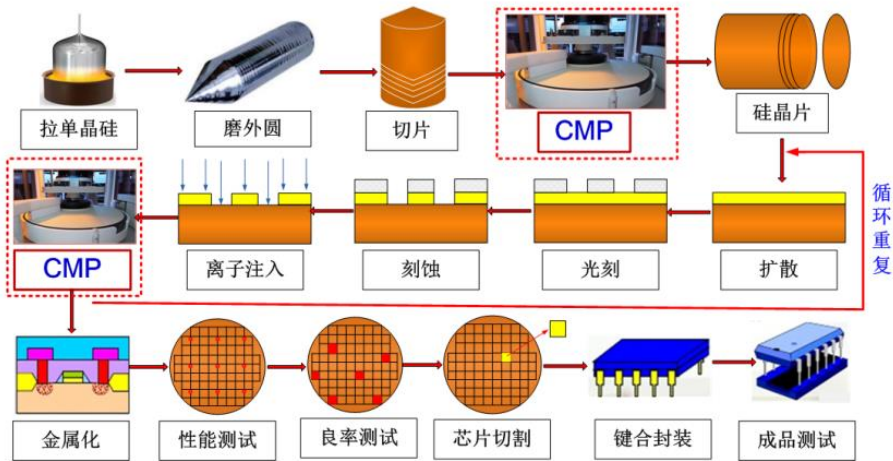 拉单晶硅
磨外圆
切片
CMP
硅晶片
循环重复
CMP
离子注入
刻蚀
光刻
扩散
金属化
性能测试
良率测试
芯片切割
键合封装
成品测试